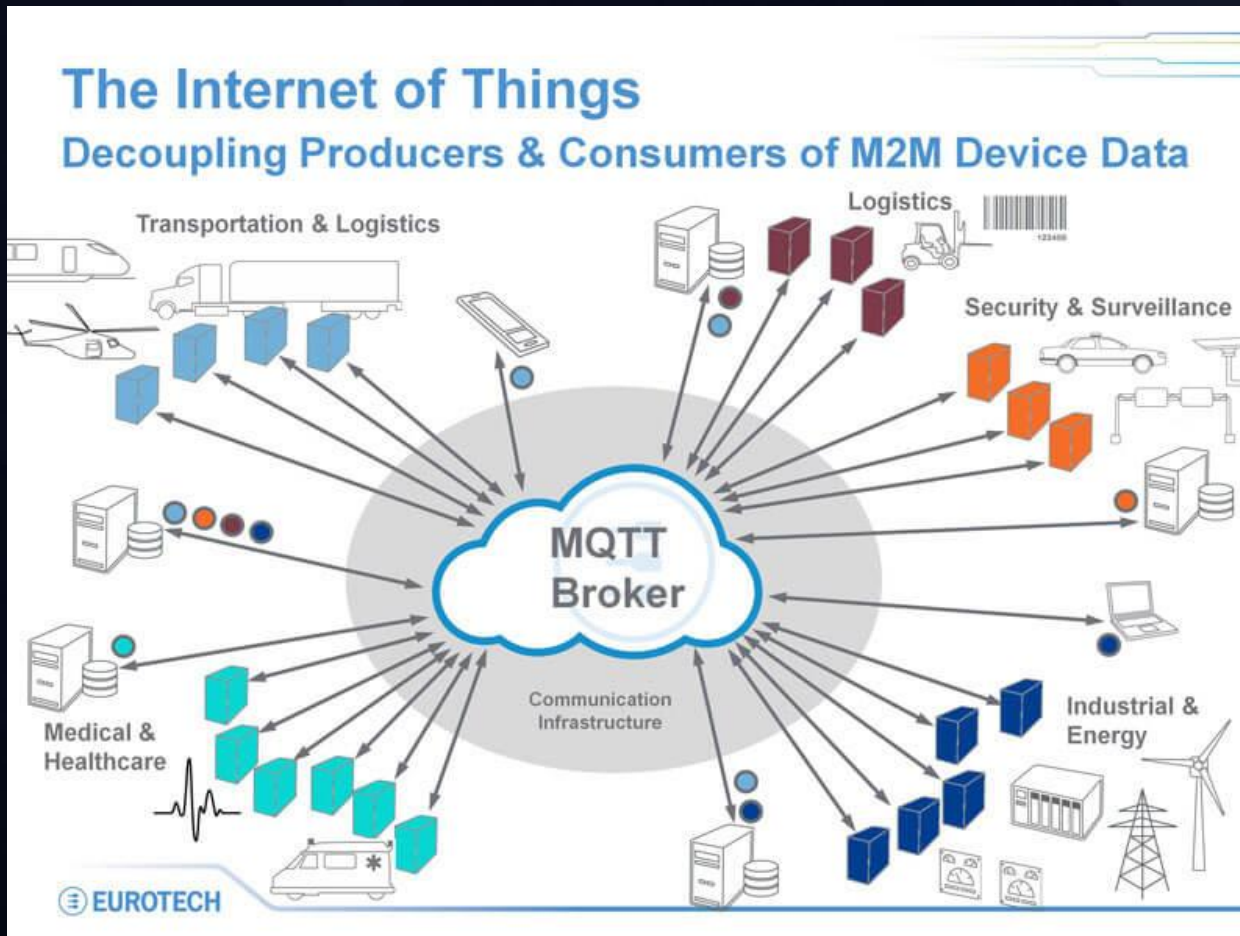 The Internet of Things
Decoupling Producers & Consumers of M2M Device Data
Transportation & Logistics
Logistics
123456
Security & Surveillance
MQTT
Broker
Communication
Infrastructure
Medical &
Healthcare
Industrial &
Energy
EUROTECH